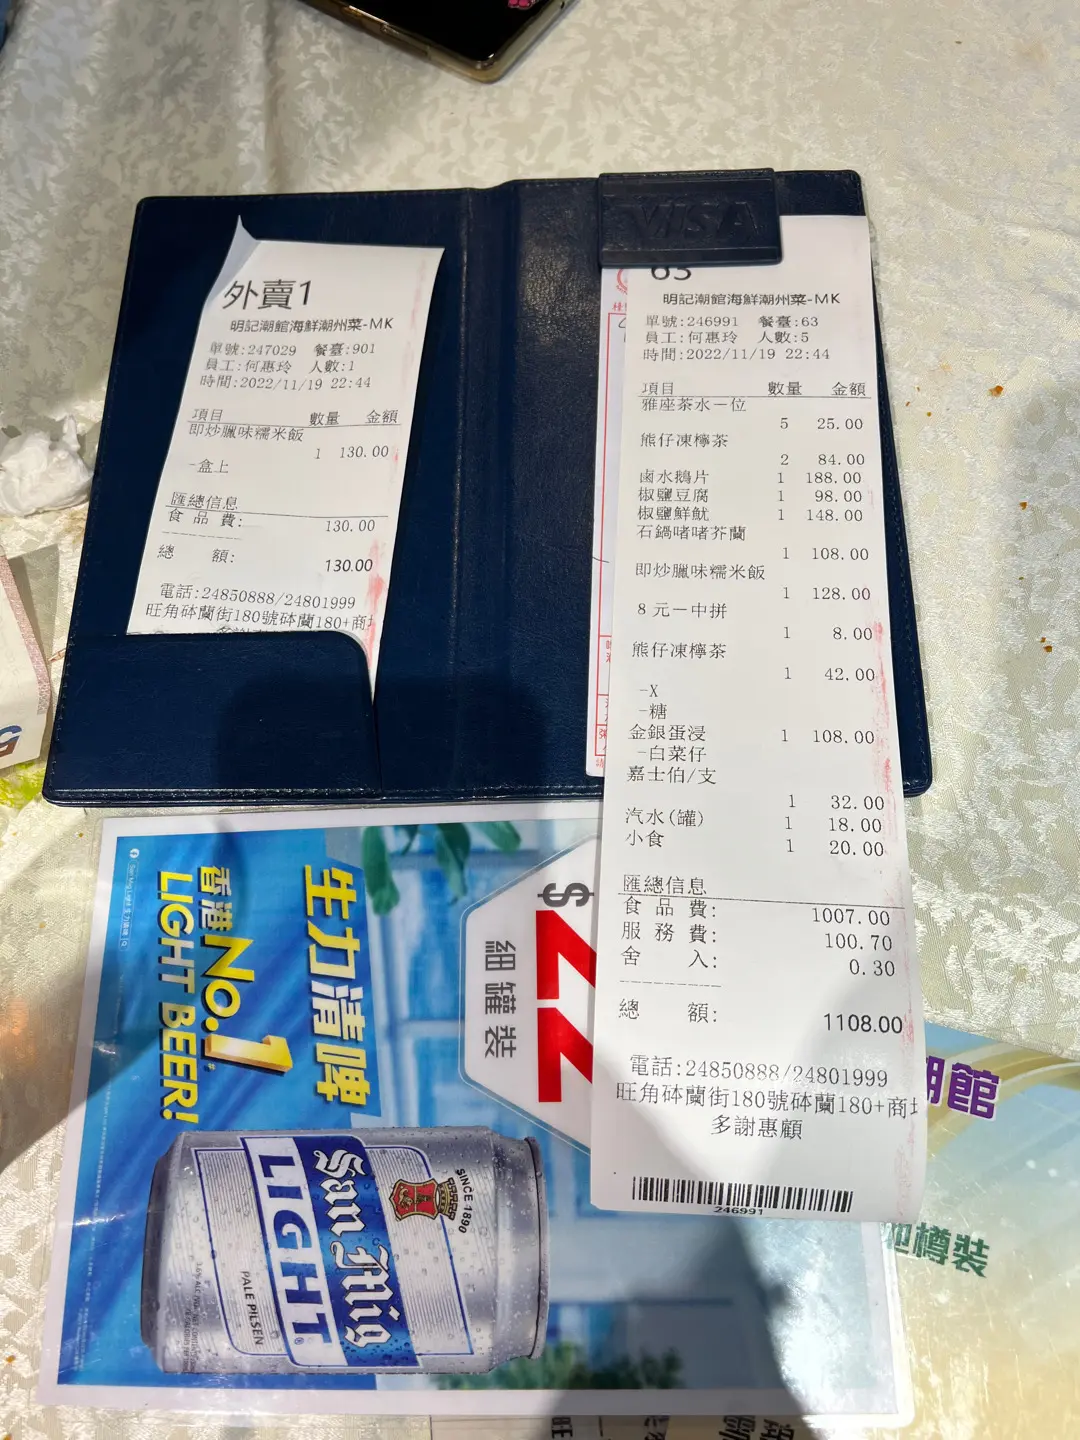 外賣1
明記潮館海鮮潮州菜-MK
單號:247029 餐臺:901
員工:何惠玲 人數:1
時間:2022/11/19 22:44
項目 數量 金額
即炒臘味糯米飯
1 130.00
-盒上
匯總信息
食品費: 130.00
總額: 130.00
電話:24850888/24801999
旺角砵蘭街180號砵蘭180+商
VISA
63
明記潮館海鮮潮州菜-MK
單號:246991 餐臺:63
員工:何惠玲 人數:5
時間:2022/11/19 22:44
項目 數量 金額
雅座茶水一位
5 25.00
熊仔凍檸茶
2 84.00
鹵水鵝片 1 188.00
椒鹽豆腐 1 98.00
椒鹽鮮魷 1 148.00
石鍋啫啫芥蘭
1 108.00
即炒臘味糯米飯
1 128.00
8元一中拼
1 8.00
熊仔凍檸茶
1 42.00
-X
-糖
金銀蛋浸 1 108.00
-白菜仔
嘉士伯/支
1 32.00
汽水(罐) 1 18.00
小食 1 20.00
匯總信息
食品費: 1007.00
服務費: 100.70
舍入: 0.30
總額: 1108.00
電話:24850888/24801999
旺角砵蘭街180號砵蘭180+商
多謝惠顧
246991
生力清啤
香港No.1
LIGHT BEER!
$22
細罐裝
SINCE 1890
San Mig
LIGHT
PALE PILSEN
館
樽裝
5